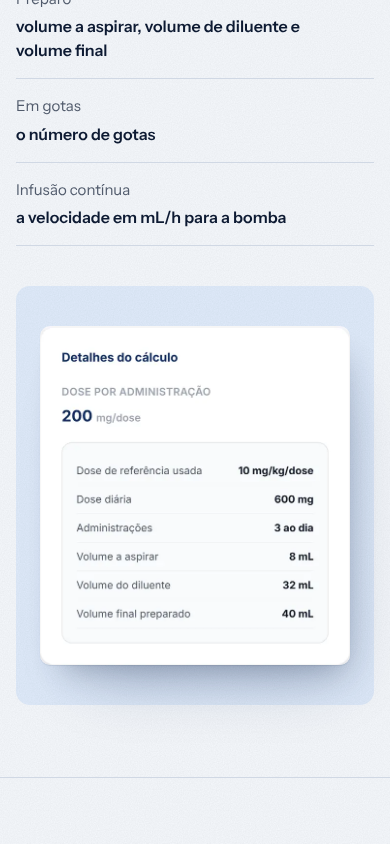 Preparo
volume a aspirar, volume de diluente e
volume final
Em gotas
o número de gotas
Infusão contínua
a velocidade em mL/h para a bomba
Detalhes do cálculo
DOSE POR ADMINISTRAÇÃO
200 mg/dose
Dose de referência usada 10 mg/kg/dose
Dose diária 600 mg
Administrações 3 ao dia
Volume a aspirar 8 mL
Volume do diluente 32 mL
Volume final preparado 40 mL